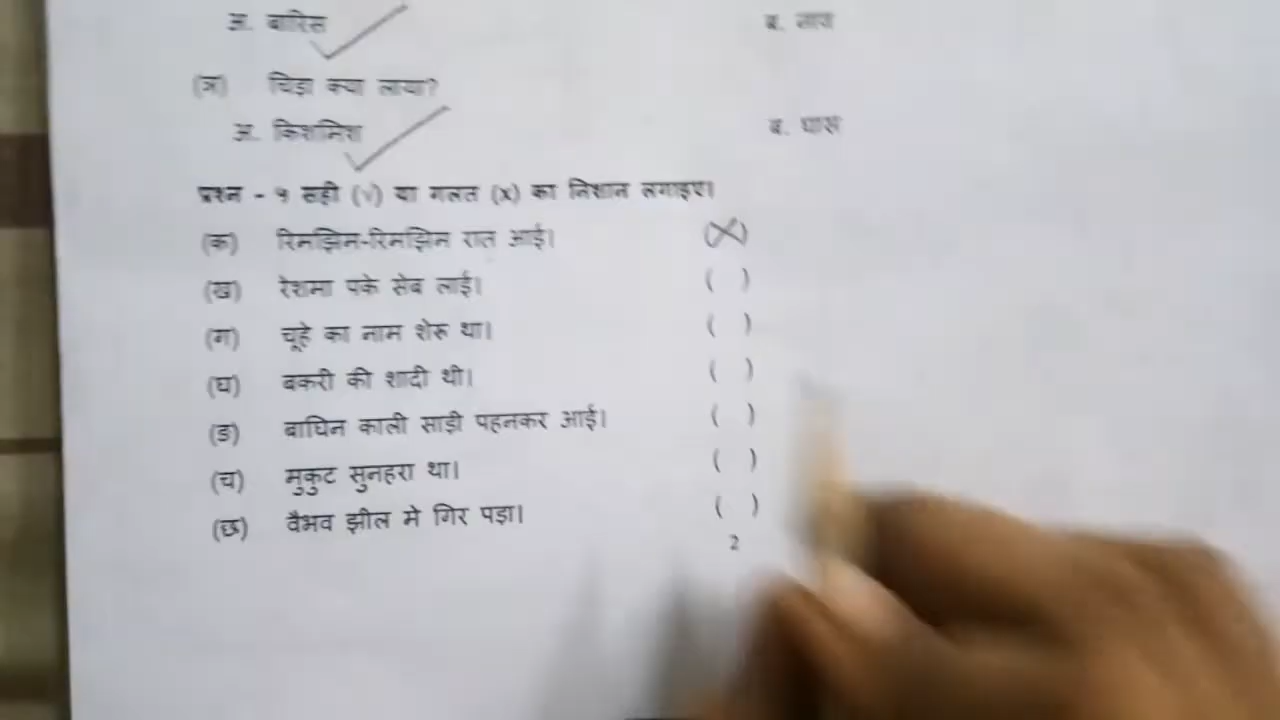 अ. बारिस ब. नाव
(ञ) चिड़ा क्या लाया?
अ. किशमिश ब. घास
प्रश्न - ५ सही (√) या गलत (x) का निशान लगाइए।
(क) रिमझिम-रिमझिम रात आई। (X)
(ख) रेशमा पके सेब लाई। ( )
(ग) चूहे का नाम शेरू था। ( )
(घ) बकरी की शादी थी। ( )
(ङ) बाघिन काली साड़ी पहनकर आई। ( )
(च) मुकुट सुनहरा था। ( )
(छ) वैभव झील मे गिर पड़ा। ( )
2